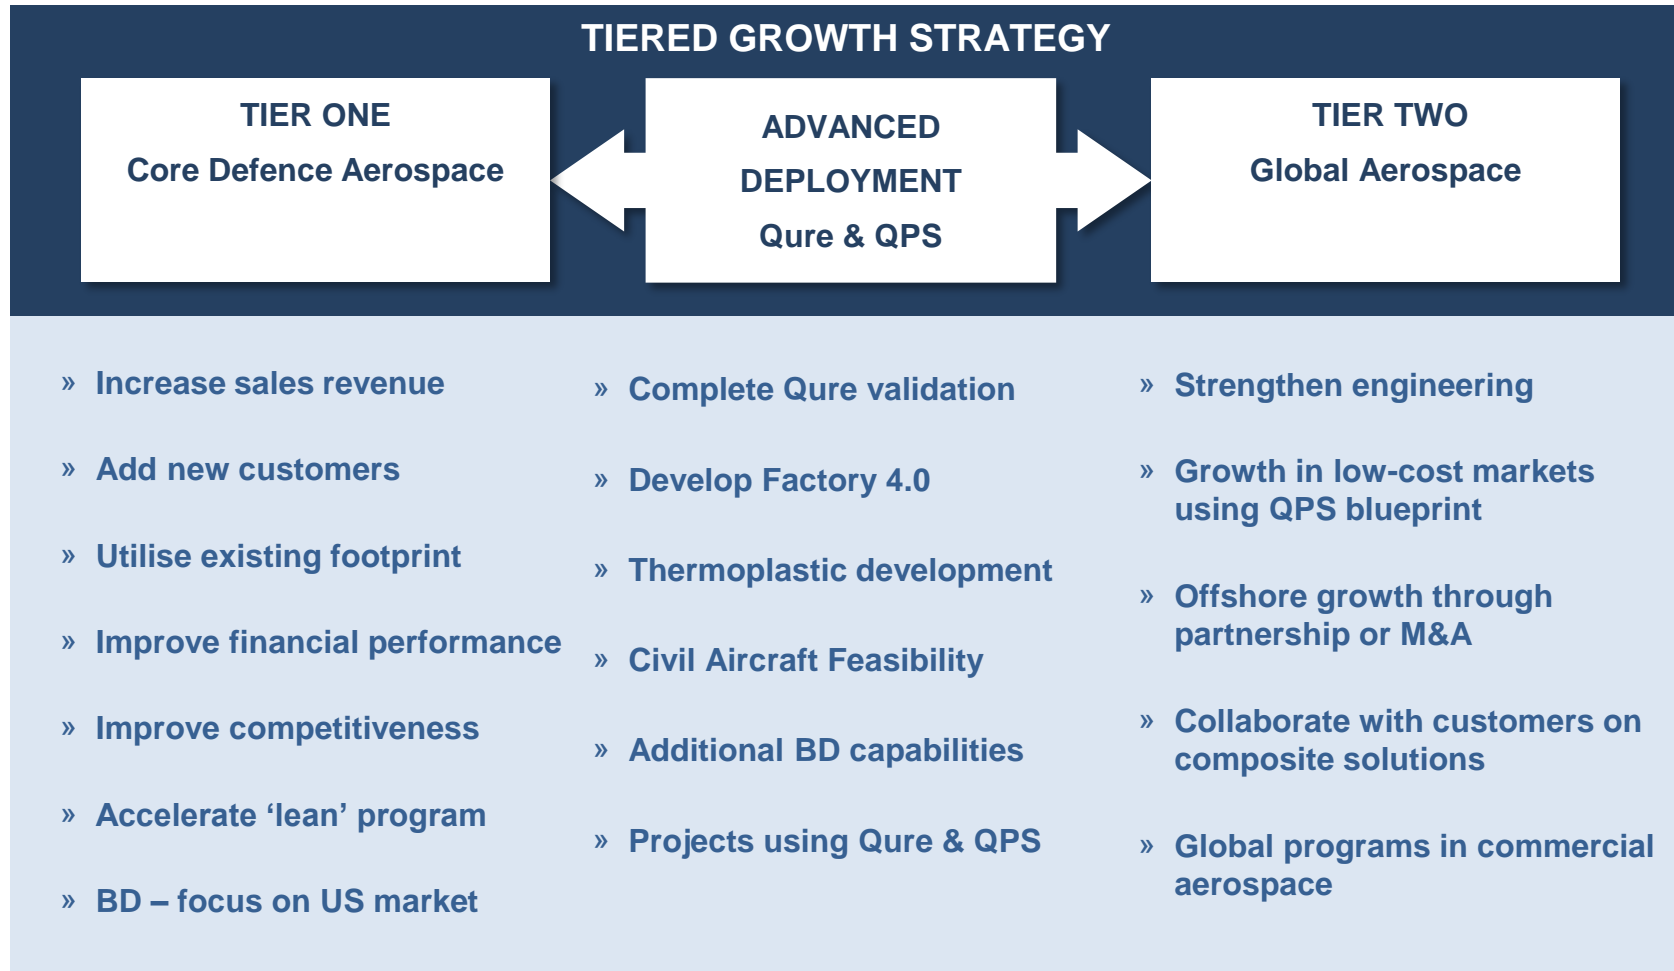 TIERED GROWTH STRATEGY
TIER ONE
Core Defence Aerospace
ADVANCED
DEPLOYMENT
Qure & QPS
TIER TWO
Global Aerospace
» Increase sales revenue
» Add new customers
» Utilise existing footprint
» Improve financial performance
» Improve competitiveness
» Accelerate ‘lean’ program
» BD – focus on US market
» Complete Qure validation
» Develop Factory 4.0
» Thermoplastic development
» Civil Aircraft Feasibility
» Additional BD capabilities
» Projects using Qure & QPS
» Strengthen engineering
» Growth in low-cost markets
using QPS blueprint
» Offshore growth through
partnership or M&A
» Collaborate with customers on
composite solutions
» Global programs in commercial
aerospace